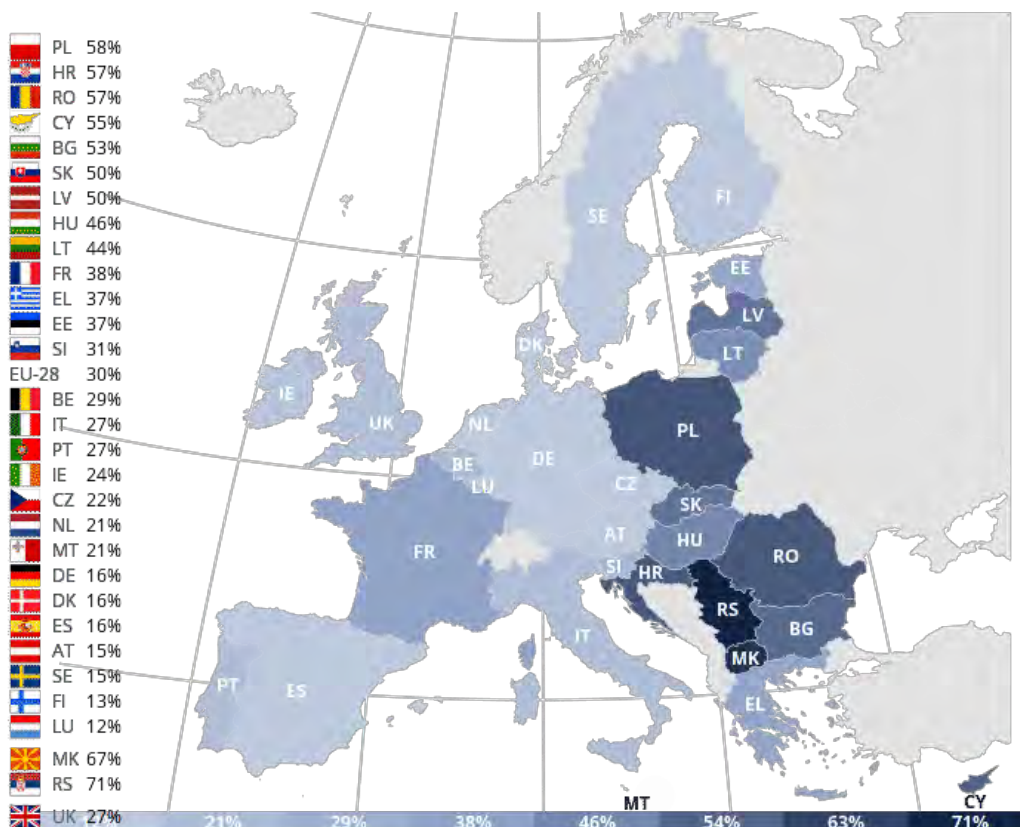 PL 58%
HR 57%
RO 57%
CY 55%
BG 53%
SK 50%
LV 50%
HU 46%
LT 44%
FR 38%
EL 37%
EE 37%
SI 31%
EU-28 30%
BE 29%
IT 27%
PT 27%
IE 24%
CZ 22%
NL 21%
MT 21%
DE 16%
DK 16%
ES 16%
AT 15%
SE 15%
FI 13%
LU 12%
MK 67%
RS 71%
UK 27%
SE
FI
EE
LV
LT
DK
IE
UK
NL
BE
LU
DE
PL
CZ
SK
AT
HU
FR
SI
HR
RO
RS
BG
IT
MK
PT
ES
EL
MT
CY
21% 29% 38% 46% 54% 63% 71%